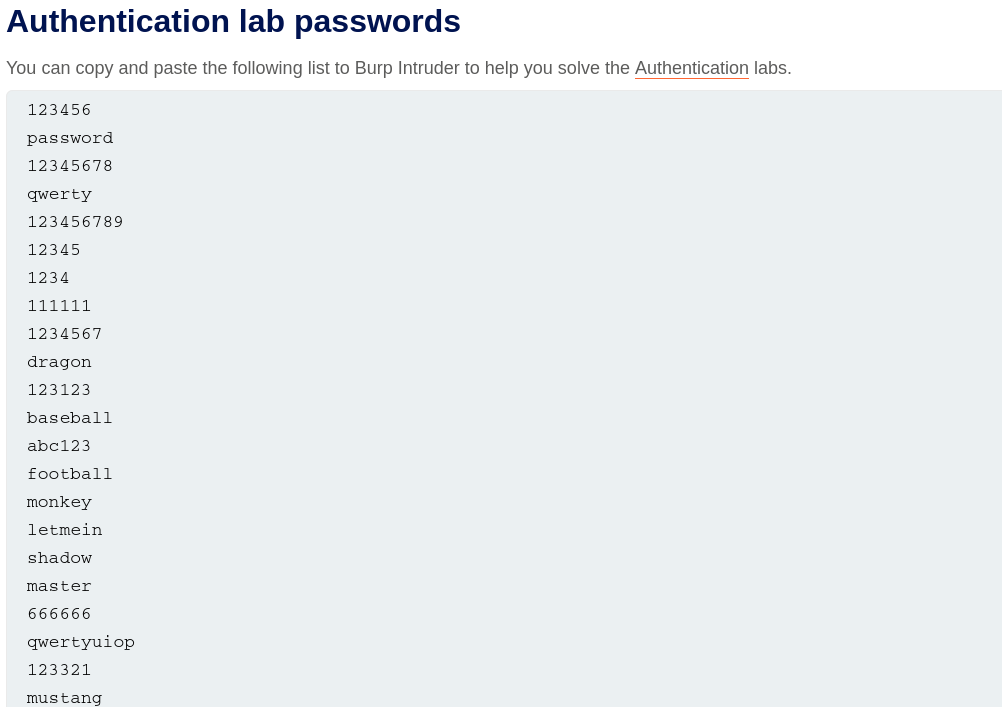 Authentication lab passwords
You can copy and paste the following list to Burp Intruder to help you solve the Authentication labs.
123456
password
12345678
qwerty
123456789
12345
1234
111111
1234567
dragon
123123
baseball
abc123
football
monkey
letmein
shadow
master
666666
qwertyuiop
123321
mustang